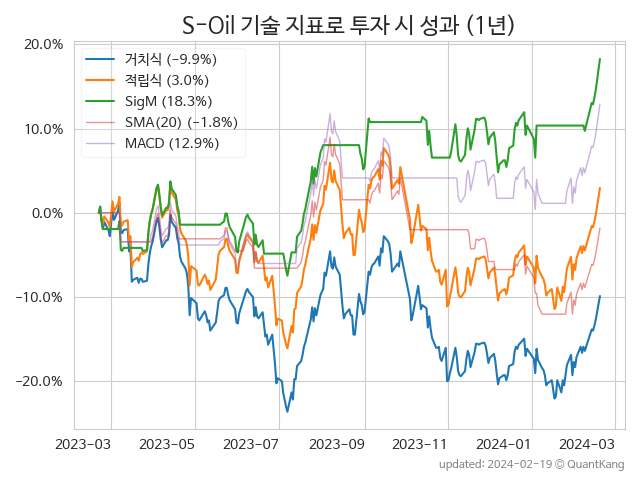 S-Oil 기술 지표로 투자 시 성과 (1년)
거치식 (−9.9%)
적립식 (3.0%)
SigM (18.3%)
SMA(20) (−1.8%)
MACD (12.9%)
20.0%
10.0%
0.0%
−10.0%
−20.0%
2023-03 2023-05 2023-07 2023-09 2023-11 2024-01 2024-03
updated: 2024-02-19 © QuantKang